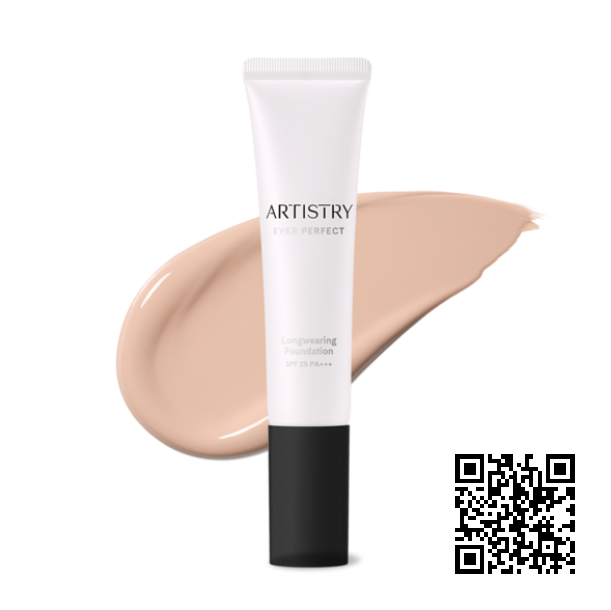 ARTISTRY
EVER PERFECT
Longwearing
Foundation
SPF 25 PA+++